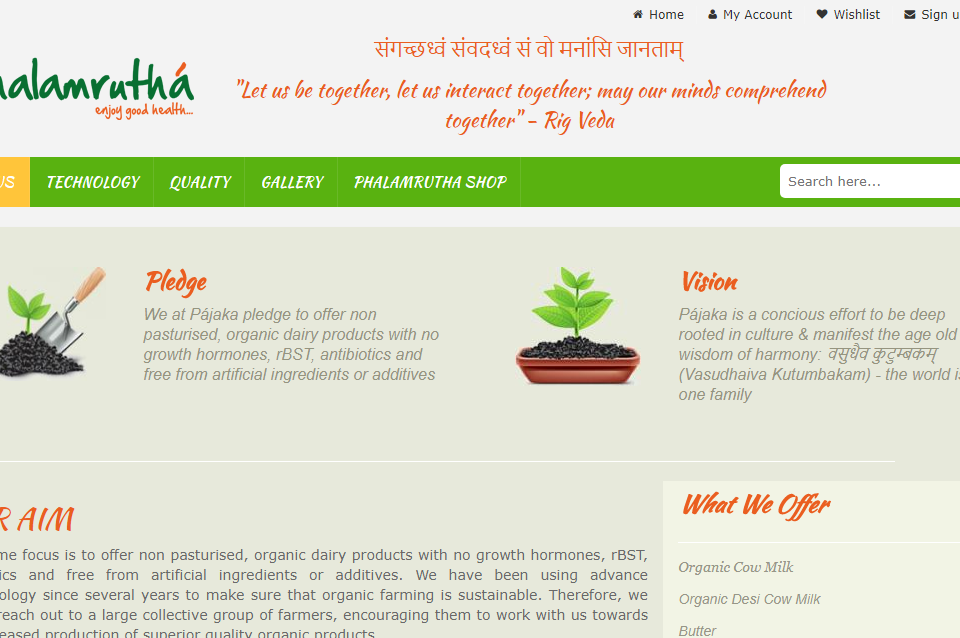 Home My Account Wishlist Sign u
संगच्छध्वं संवदध्वं सं वो मनांसि जानताम्
"Let us be together, let us interact together; may our minds comprehend
together" – Rig Veda
halamruthá
enjoy good health...
US TECHNOLOGY QUALITY GALLERY PHALAMRUTHA SHOP Search here...
Pledge
We at Pájaka pledge to offer non
pasturised, organic dairy products with no
growth hormones, rBST, antibiotics and
free from artificial ingredients or additives
Vision
Pájaka is a concious effort to be deep
rooted in culture & manifest the age old
wisdom of harmony: वसुधैव कुटुम्बकम्
(Vasudhaiva Kutumbakam) - the world is
one family
R AIM
me focus is to offer non pasturised, organic dairy products with no growth hormones, rBST,
ics and free from artificial ingredients or additives. We have been using advance
ology since several years to make sure that organic farming is sustainable. Therefore, we
reach out to a large collective group of farmers, encouraging them to work with us towards
eased production of superior quality organic products.
What We Offer
Organic Cow Milk
Organic Desi Cow Milk
Butter